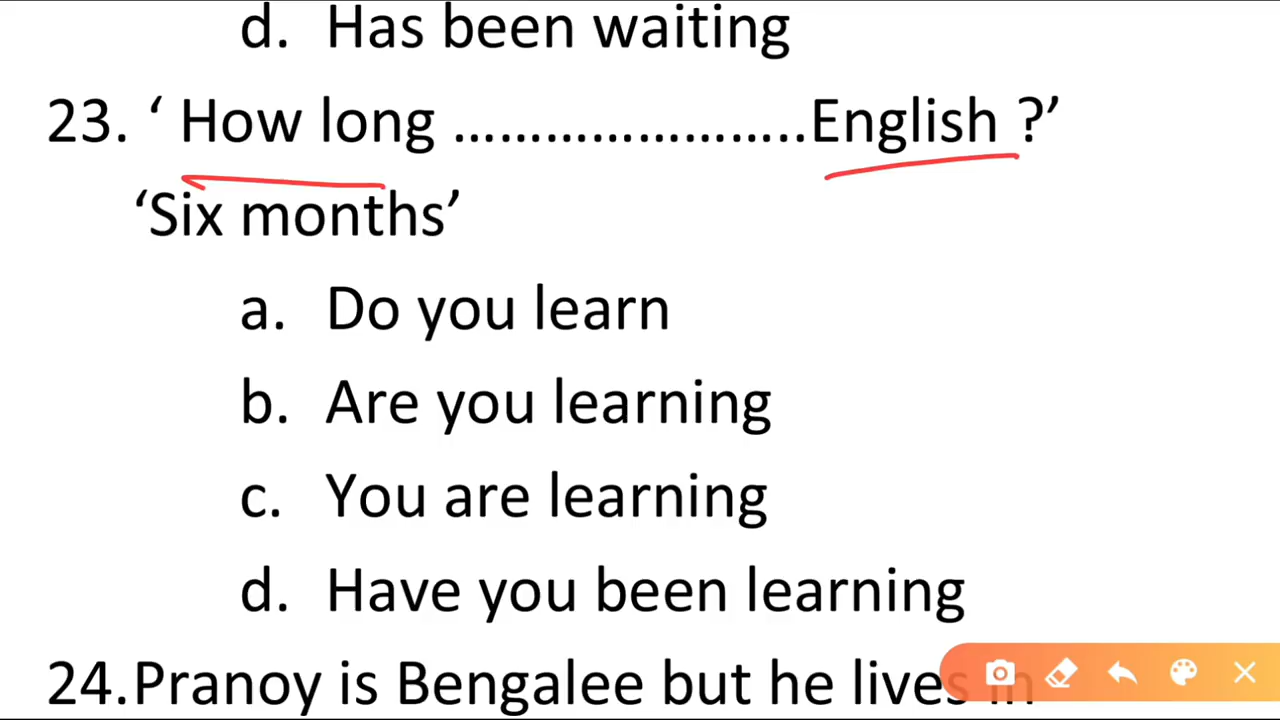 d. Has been waiting
23. ‘ How long ……………………..English ?’
‘Six months’
a. Do you learn
b. Are you learning
c. You are learning
d. Have you been learning
24.Pranoy is Bengalee but he lives in